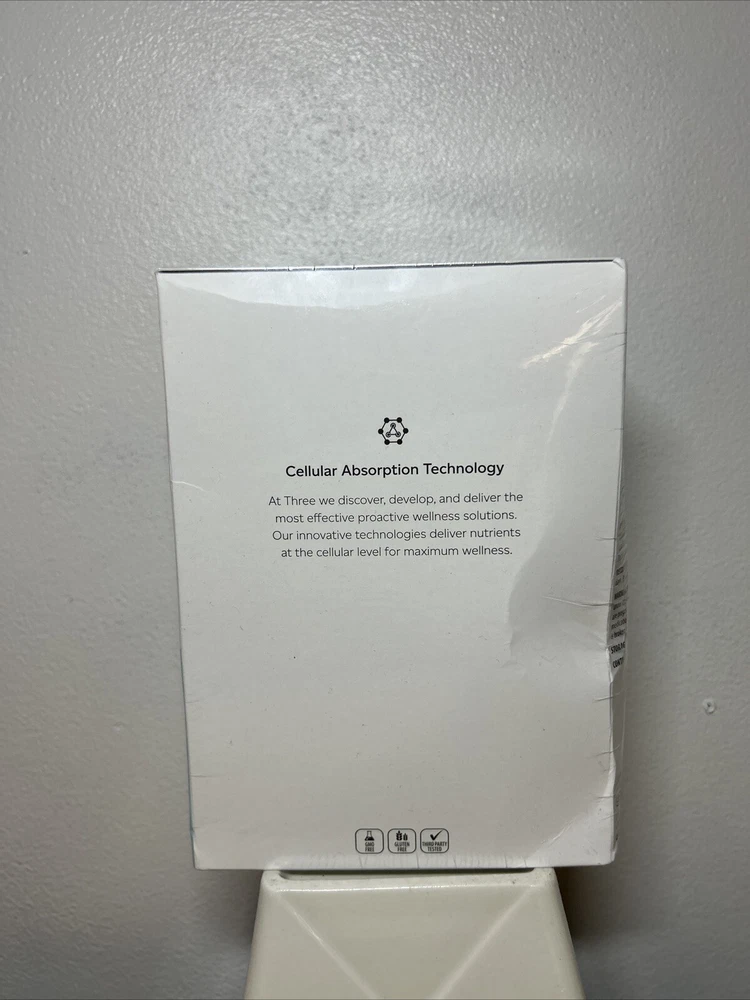 Cellular Absorption Technology
At Three we discover, develop, and deliver the
most effective proactive wellness solutions.
Our innovative technologies deliver nutrients
at the cellular level for maximum wellness.
GMO
FREE
GLUTEN
FREE
THIRD PARTY
TESTED